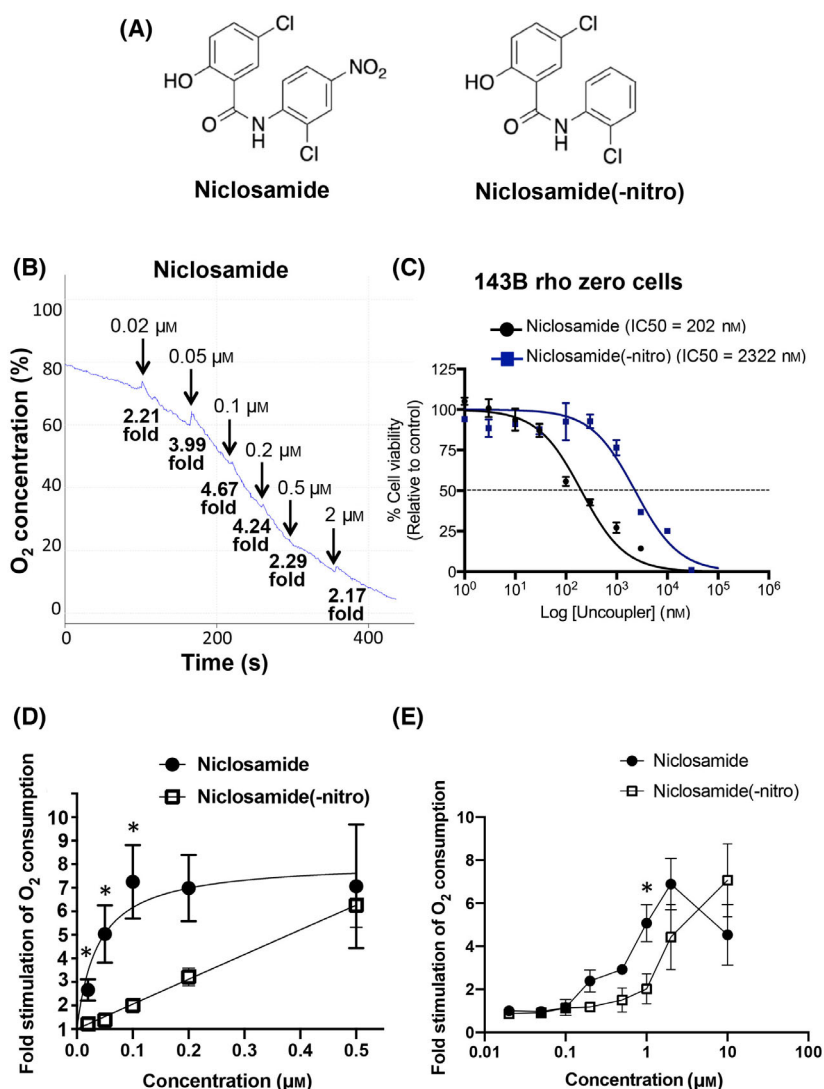 (A)
Cl
HO
NO2
O
N
H
Cl
Niclosamide
Cl
HO
O
N
H
Cl
Niclosamide(-nitro)
(B)
Niclosamide
O2 concentration (%)
100
80
60
40
20
0
0.02 μM
0.05 μM
0.1 μM
0.2 μM
0.5 μM
2 μM
2.21
fold
3.99
fold
4.67
fold
4.24
fold
2.29
fold
2.17
fold
0
200
400
Time (s)
(C)
143B rho zero cells
Niclosamide (IC50 = 202 nM)
Niclosamide(-nitro) (IC50 = 2322 nM)
% Cell viability
(Relative to control)
125
100
75
50
25
0
10^0
10^1
10^2
10^3
10^4
10^5
10^6
Log [Uncoupler] (nM)
(D)
Niclosamide
Niclosamide(-nitro)
Fold stimulation of O2 consumption
10
9
8
7
6
5
4
3
2
1
*
*
*
0.0
0.1
0.2
0.3
0.4
0.5
Concentration (μM)
(E)
Niclosamide
Niclosamide(-nitro)
Fold stimulation of O2 consumption
10
8
6
4
2
0
*
0.01
0.1
1
10
100
Concentration (μM)